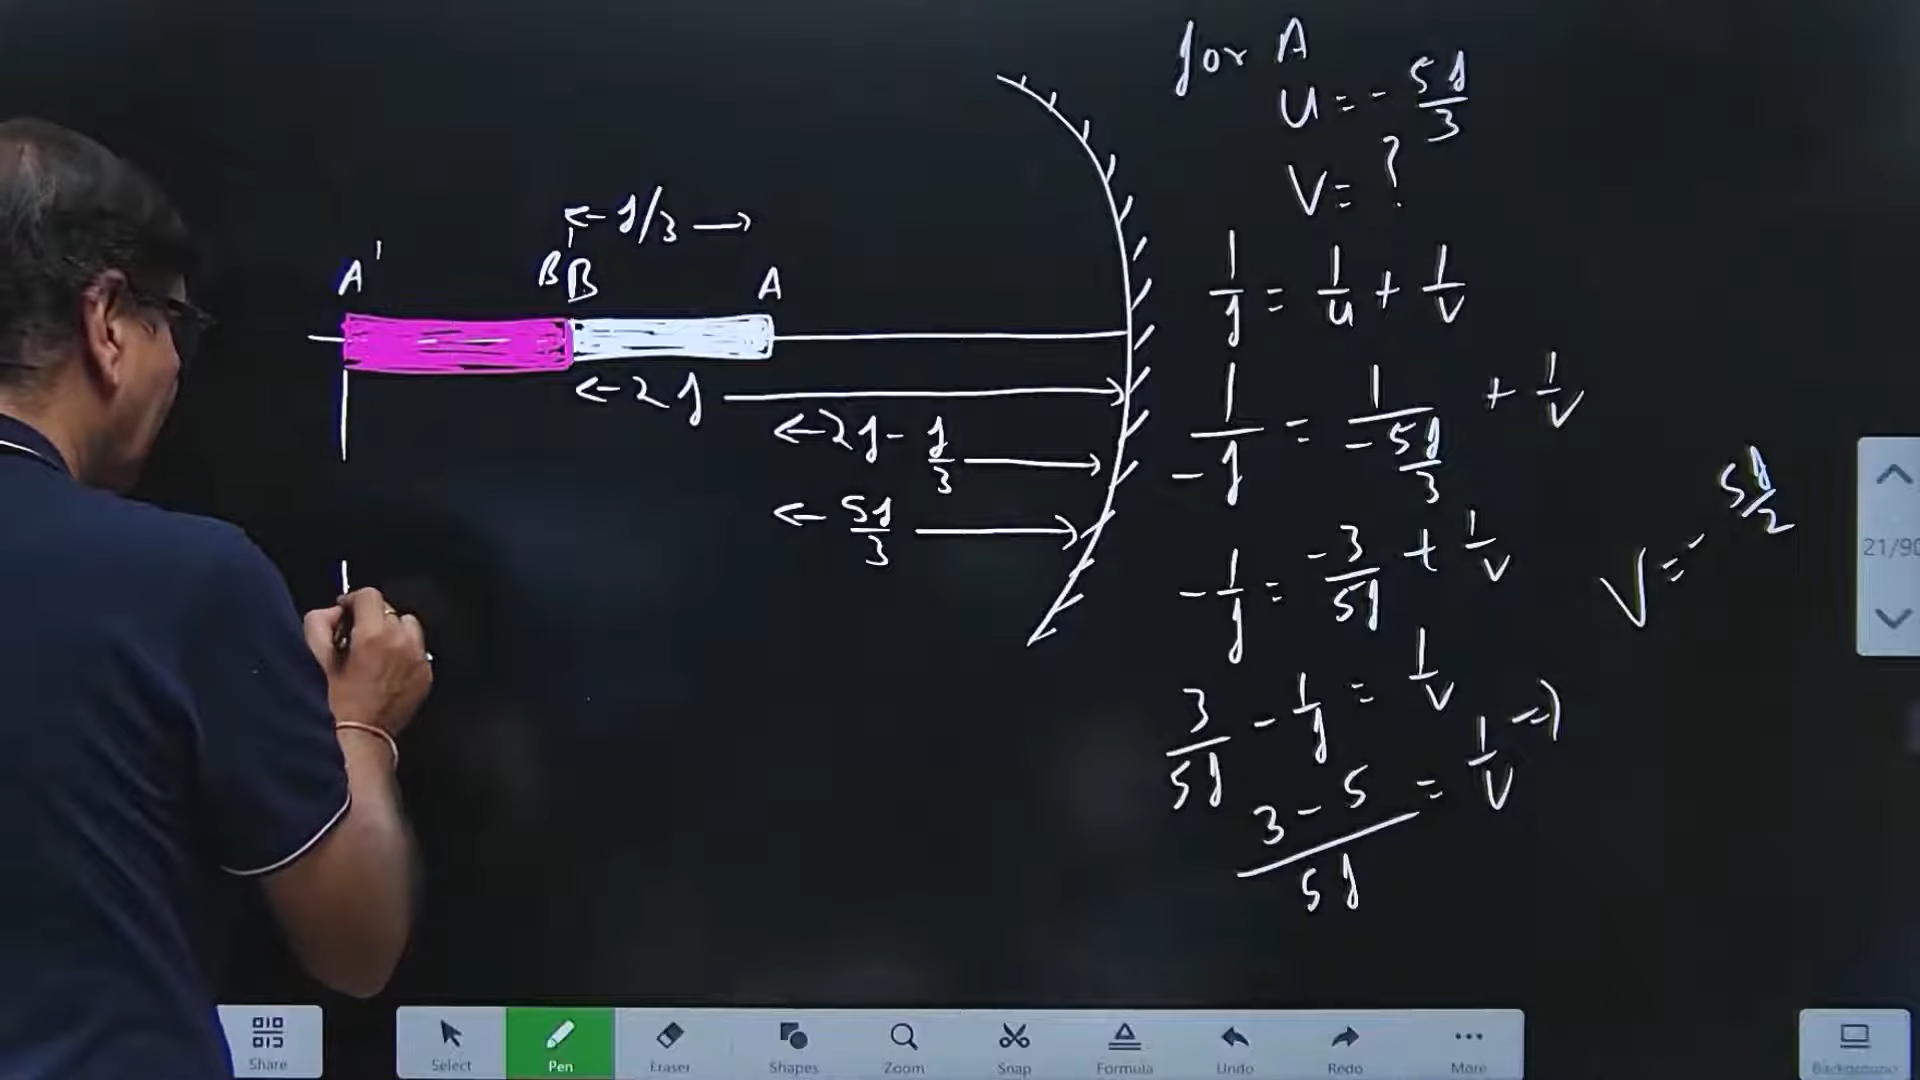 for A
u = - 5f/3
v = ?
1/f = 1/u + 1/v
1/-f = 1/-5f/3 + 1/v
-1/f = -3/5f + 1/v
3/5f - 1/f = 1/v
3 - 5/5f = 1/v ⇒
v = - 5f/2
← f/3 →
A' B' B A
← 2f →
← 2f - f/3 →
← 5f/3 →
21/90
Share
Select
Pen
Eraser
Shapes
Zoom
Snap
Formula
Undo
Redo
More
Background